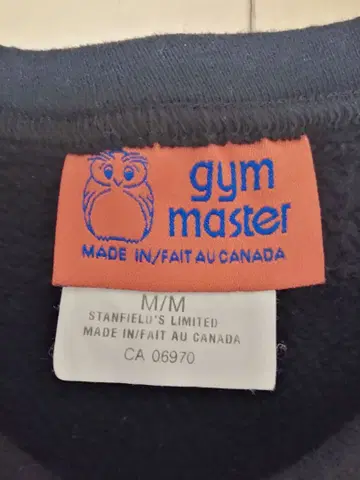 gym
master
MADE IN/FAIT AU CANADA
M/M
STANFIELD'S LIMITED
MADE IN/FAIT AU CANADA
CA 06970